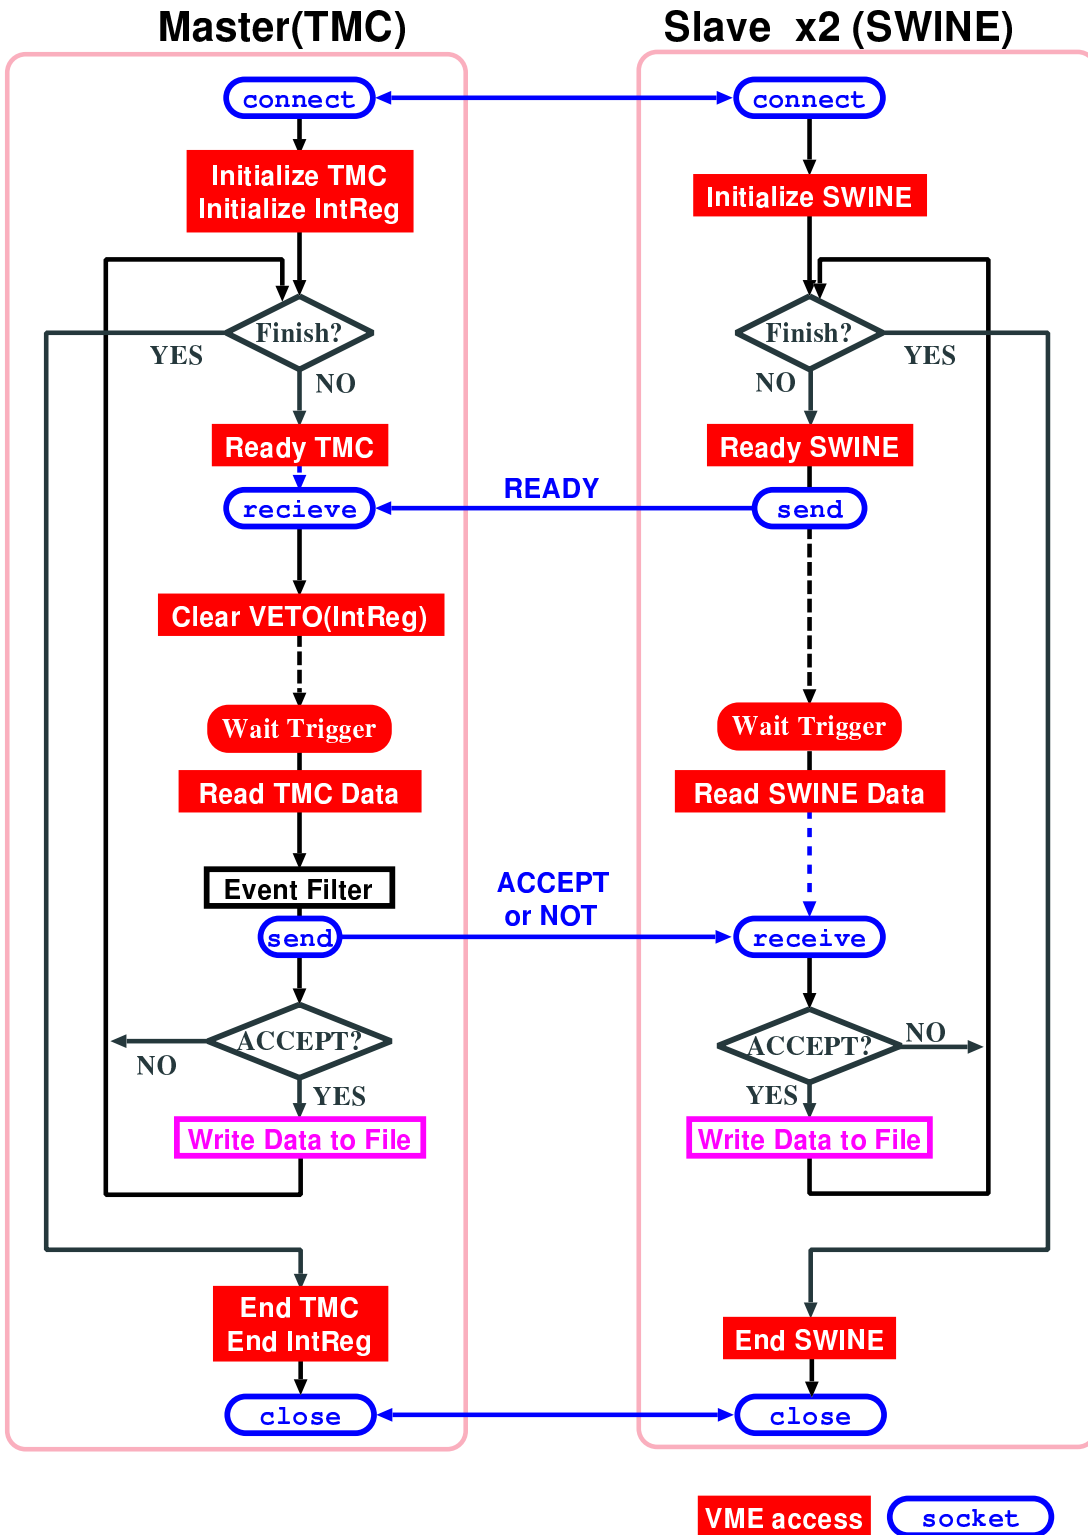 Master(TMC)
connect
Initialize TMC
Initialize IntReg
Finish?
YES
NO
Ready TMC
recieve
Clear VETO(IntReg)
Wait Trigger
Read TMC Data
Event Filter
send
ACCEPT?
NO
YES
Write Data to File
End TMC
End IntReg
close
READY
ACCEPT
or NOT
Slave x2 (SWINE)
connect
Initialize SWINE
Finish?
YES
NO
Ready SWINE
send
Wait Trigger
Read SWINE Data
receive
ACCEPT?
NO
YES
Write Data to File
End SWINE
close
VME access
socket